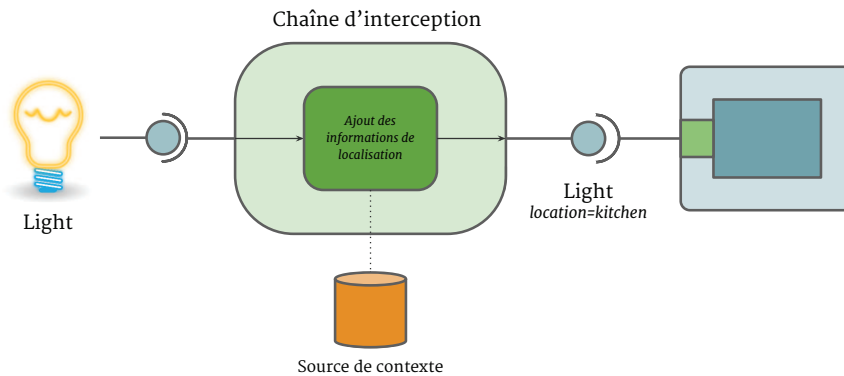 Chaîne d’interception
Ajout des
informations de
localisation
Light
Light
location=kitchen
Source de contexte